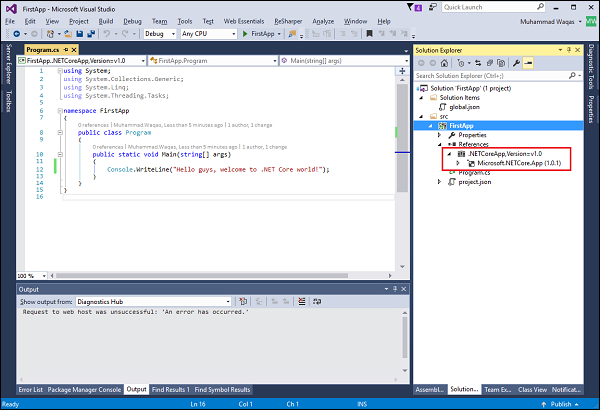 FirstApp - Microsoft Visual Studio
4
Quick Launch (Ctrl+Q)
File Edit View Project Build Debug Team Tools Test Web Essentials ReSharper Analyze Window Help
Muhammad Waqas
MW
Debug Any CPU FirstApp
Server Explorer
Toolbox
Program.cs
FirstApp .NETCoreApp,Version=v1.0 FirstApp.Program Main(string[] args)
1 using System;
2 using System.Collections.Generic;
3 using System.Linq;
4 using System.Threading.Tasks;
5
6 namespace FirstApp
7 {
0 references | Muhammad.Waqas, Less than 5 minutes ago | 1 author, 1 change
8 public class Program
9 {
0 references | Muhammad.Waqas, Less than 5 minutes ago | 1 author, 1 change
10 public static void Main(string[] args)
11 {
12 Console.WriteLine("Hello guys, welcome to .NET Core world!");
13 }
14 }
15 }
16
100 %
Output
Show output from: Diagnostics Hub
Request to web host was unsuccessful: 'An error has occurred.'
Error List Package Manager Console Output Find Results 1 Find Symbol Results
Solution Explorer
Search Solution Explorer (Ctrl+;)
Solution 'FirstApp' (1 project)
Solution Items
global.json
src
FirstApp
Properties
References
.NETCoreApp,Version=v1.0
Microsoft.NETCore.App (1.0.1)
Program.cs
project.json
Assembl... Solution... Team Ex... Class View Notificat...
Diagnostic Tools
Properties
Ready Ln 16 Col 1 Ch 1 INS Publish